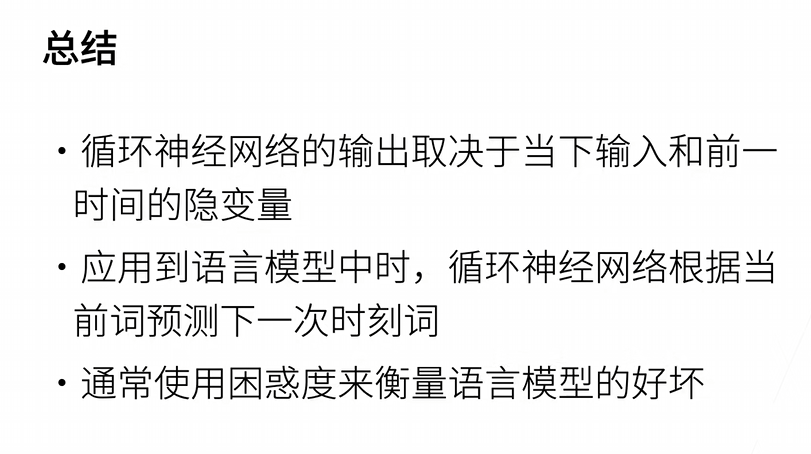 总结
• 循环神经网络的输出取决于当下输入和前一
时间的隐变量
• 应用到语言模型中时，循环神经网络根据当
前词预测下一次时刻词
• 通常使用困惑度来衡量语言模型的好坏